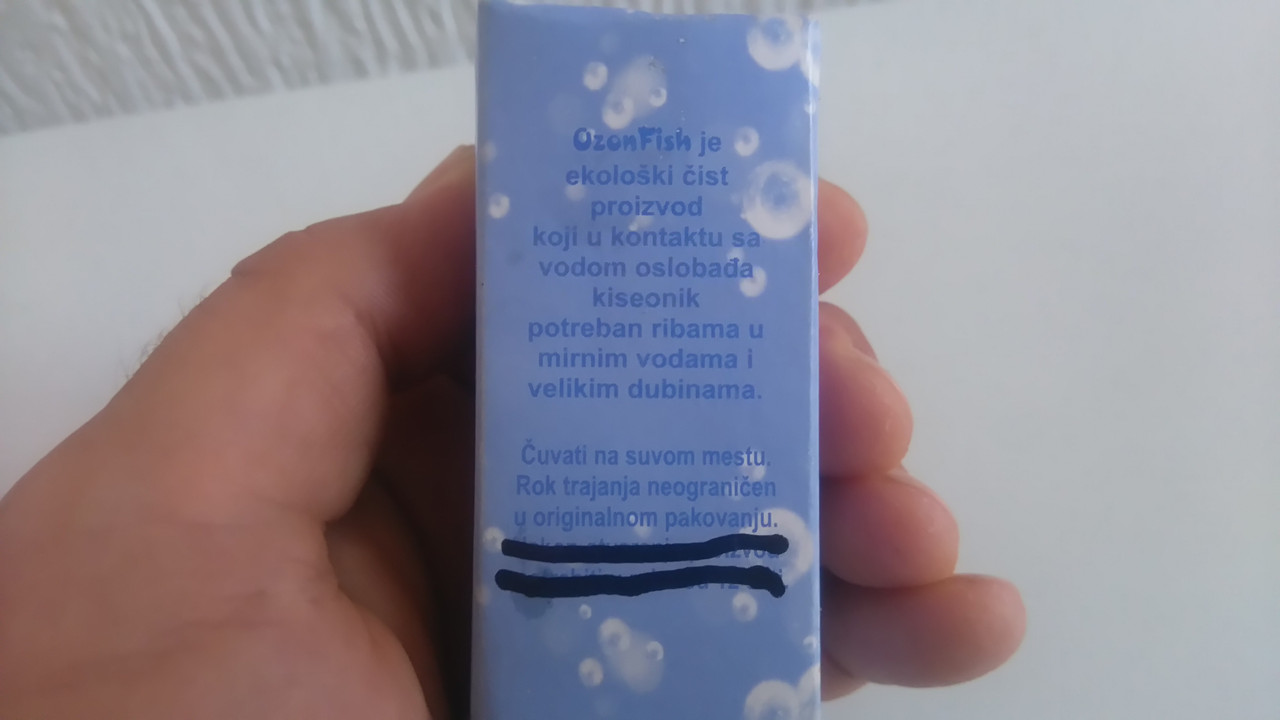 OzonFish je
ekološki čist
proizvod
koji u kontaktu sa
vodom oslobađa
kiseonik
potreban ribama u
mirnim vodama i
velikim dubinama.
Čuvati na suvom mestu.
Rok trajanja neograničen
u originalnom pakovanju.